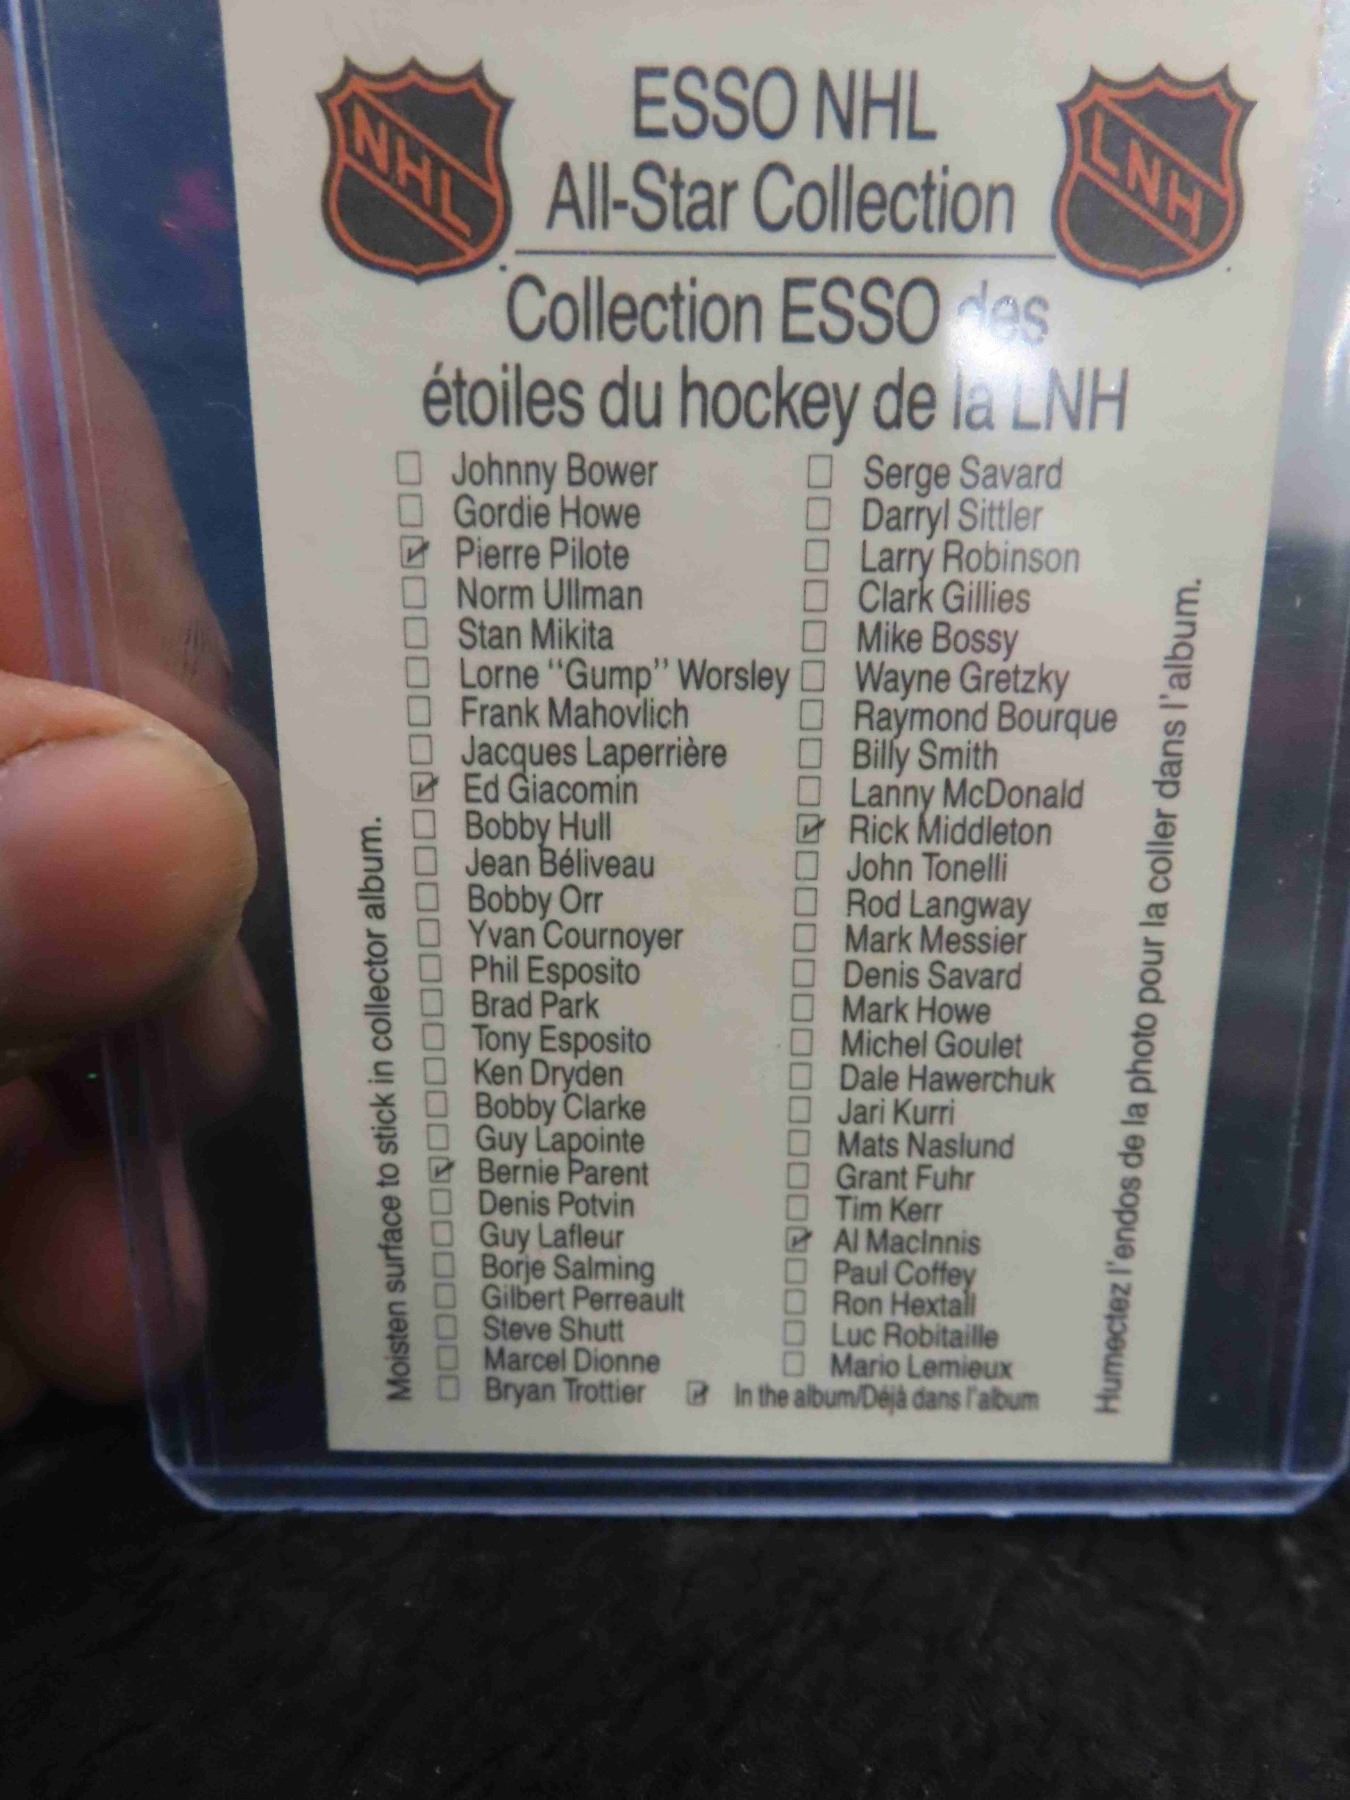 NHL
ESSO NHL
All-Star Collection
LNH
Collection ESSO des
étoiles du hockey de la LNH
☐ Johnny Bower
☐ Gordie Howe
☑ Pierre Pilote
☐ Norm Ullman
☐ Stan Mikita
☐ Lorne "Gump" Worsley
☐ Frank Mahovlich
☐ Jacques Laperrière
☑ Ed Giacomin
☐ Bobby Hull
☐ Jean Béliveau
☐ Bobby Orr
☐ Yvan Cournoyer
☐ Phil Esposito
☐ Brad Park
☐ Tony Esposito
☐ Ken Dryden
☐ Bobby Clarke
☐ Guy Lapointe
☑ Bernie Parent
☐ Denis Potvin
☐ Guy Lafleur
☐ Borje Salming
☐ Gilbert Perreault
☐ Steve Shutt
☐ Marcel Dionne
☐ Bryan Trottier
☐ Serge Savard
☐ Darryl Sittler
☐ Larry Robinson
☐ Clark Gillies
☐ Mike Bossy
☐ Wayne Gretzky
☐ Raymond Bourque
☐ Billy Smith
☐ Lanny McDonald
☑ Rick Middleton
☐ John Tonelli
☐ Rod Langway
☐ Mark Messier
☐ Denis Savard
☐ Mark Howe
☐ Michel Goulet
☐ Dale Hawerchuk
☐ Jari Kurri
☐ Mats Naslund
☐ Grant Fuhr
☐ Tim Kerr
☑ Al MacInnis
☐ Paul Coffey
☐ Ron Hextall
☐ Luc Robitaille
☐ Mario Lemieux
☑ In the album/Déjà dans l'album
Moisten surface to stick in collector album.
Humectez l'endos de la photo pour la coller dans l'album.